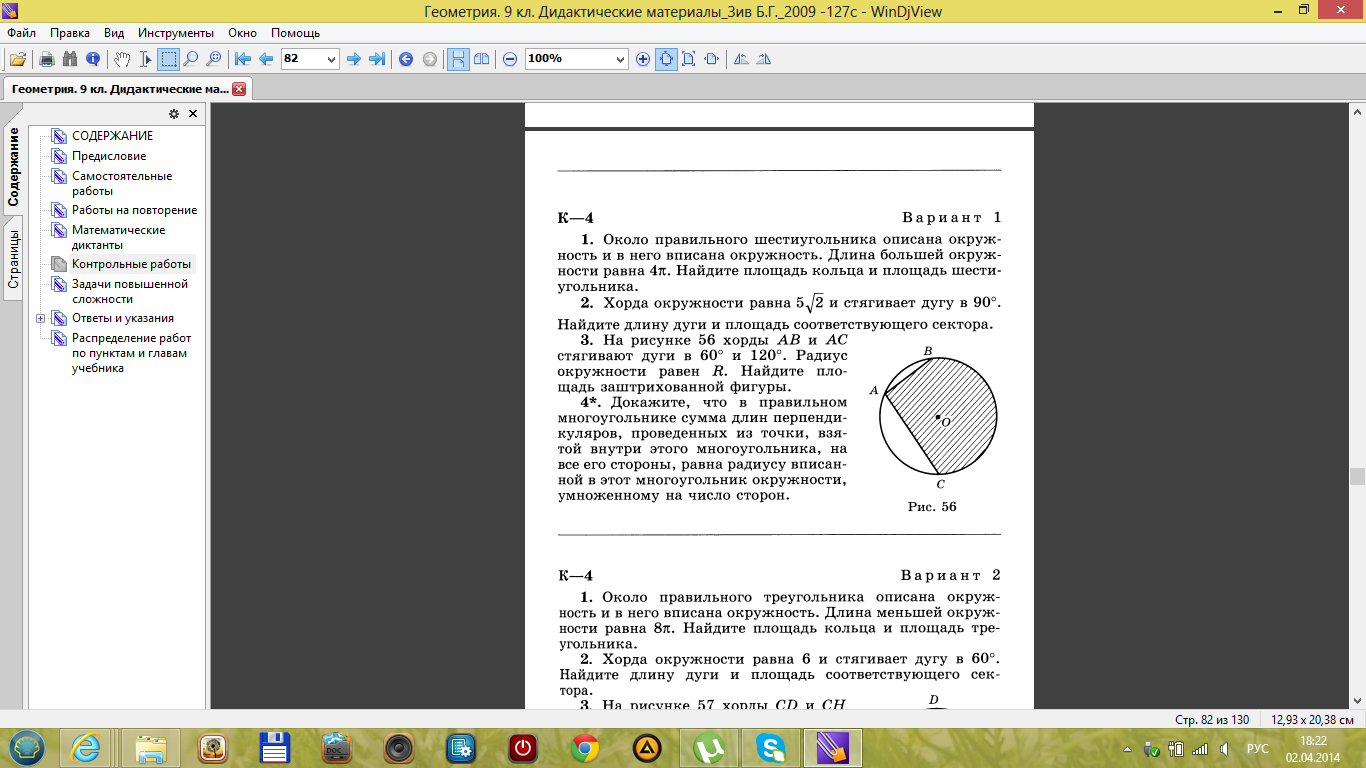 Геометрия. 9 кл. Дидактические материалы_Зив Б.Г._2009 -127с - WinDjView
Файл Правка Вид Инструменты Окно Помощь
82
100%
Геометрия. 9 кл. Дидактические ма...
Содержание
Страницы
СОДЕРЖАНИЕ
Предисловие
Самостоятельные
работы
Работы на повторение
Математические
диктанты
Контрольные работы
Задачи повышенной
сложности
Ответы и указания
Распределение работ
по пунктам и главам
учебника
К—4 Вариант 1
1. Около правильного шестиугольника описана окруж-
ность и в него вписана окружность. Длина большей окруж-
ности равна 4π. Найдите площадь кольца и площадь шести-
угольника.
2. Хорда окружности равна 5√2 и стягивает дугу в 90°.
Найдите длину дуги и площадь соответствующего сектора.
3. На рисунке 56 хорды AB и AC
стягивают дуги в 60° и 120°. Радиус
окружности равен R. Найдите пло-
щадь заштрихованной фигуры.
4*. Докажите, что в правильном
многоугольнике сумма длин перпенди-
куляров, проведенных из точки, взя-
той внутри этого многоугольника, на
все его стороны, равна радиусу вписан-
ной в этот многоугольник окружности,
умноженному на число сторон.
B
A
O
C
Рис. 56
К—4 Вариант 2
1. Около правильного треугольника описана окруж-
ность и в него вписана окружность. Длина меньшей окруж-
ности равна 8π. Найдите площадь кольца и площадь тре-
угольника.
2. Хорда окружности равна 6 и стягивает дугу в 60°.
Найдите длину дуги и площадь соответствующего сек-
тора.
3. На рисунке 57 хорды CD и CH
D
Стр. 82 из 130 12,93 x 20,38 см
DOC
РУС
18:22
02.04.2014